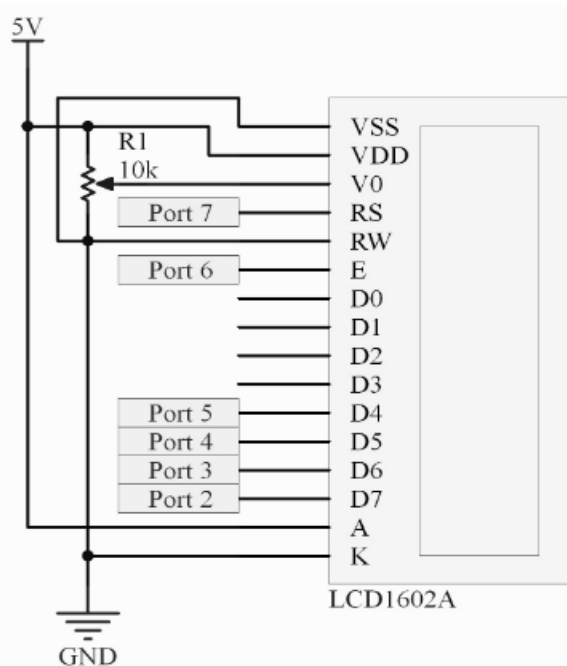 5V
R1
10k
VSS
VDD
V0
Port 7 RS
RW
Port 6 E
D0
D1
D2
D3
Port 5 D4
Port 4 D5
Port 3 D6
Port 2 D7
A
K
LCD1602A
GND